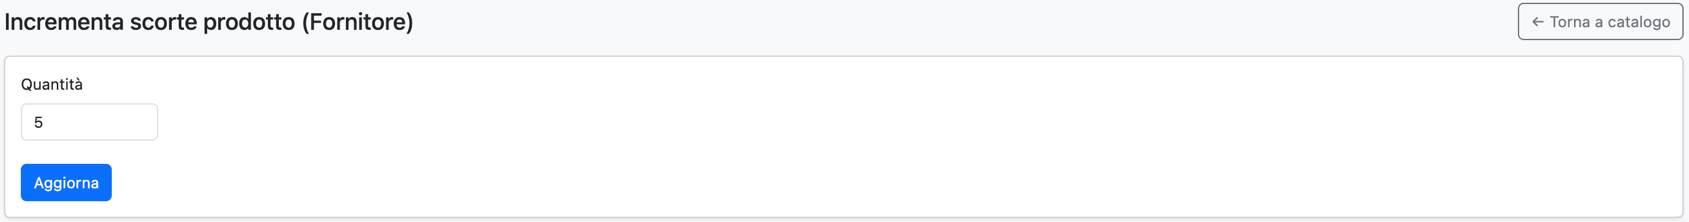 Incrementa scorte prodotto (Fornitore)
← Torna a catalogo
Quantità
5
Aggiorna